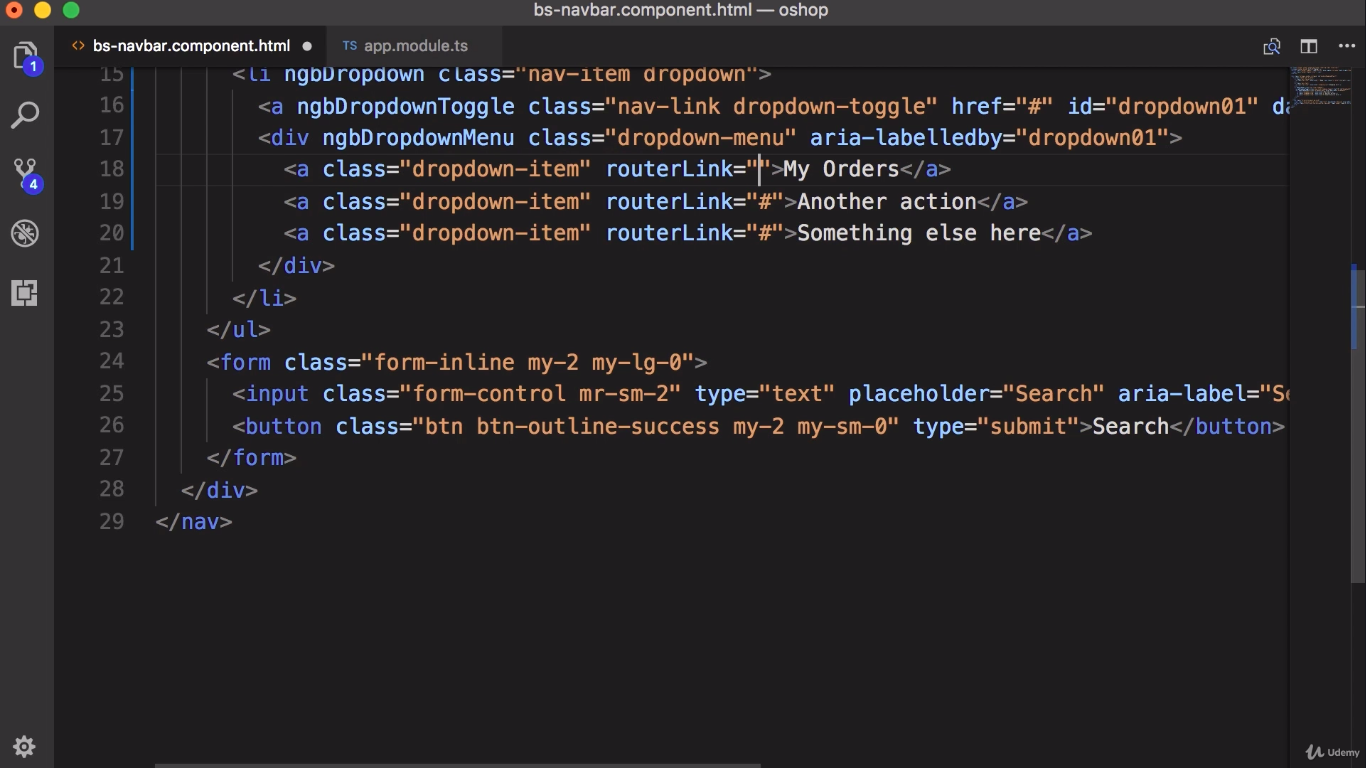 bs-navbar.component.html — oshop
<> bs-navbar.component.html ● TS app.module.ts
1
4
15 <li ngbDropdown class="nav-item dropdown">
16 <a ngbDropdownToggle class="nav-link dropdown-toggle" href="#" id="dropdown01" da
17 <div ngbDropdownMenu class="dropdown-menu" aria-labelledby="dropdown01">
18 <a class="dropdown-item" routerLink="">My Orders</a>
19 <a class="dropdown-item" routerLink="#">Another action</a>
20 <a class="dropdown-item" routerLink="#">Something else here</a>
21 </div>
22 </li>
23 </ul>
24 <form class="form-inline my-2 my-lg-0">
25 <input class="form-control mr-sm-2" type="text" placeholder="Search" aria-label="Se
26 <button class="btn btn-outline-success my-2 my-sm-0" type="submit">Search</button>
27 </form>
28 </div>
29 </nav>
Udemy